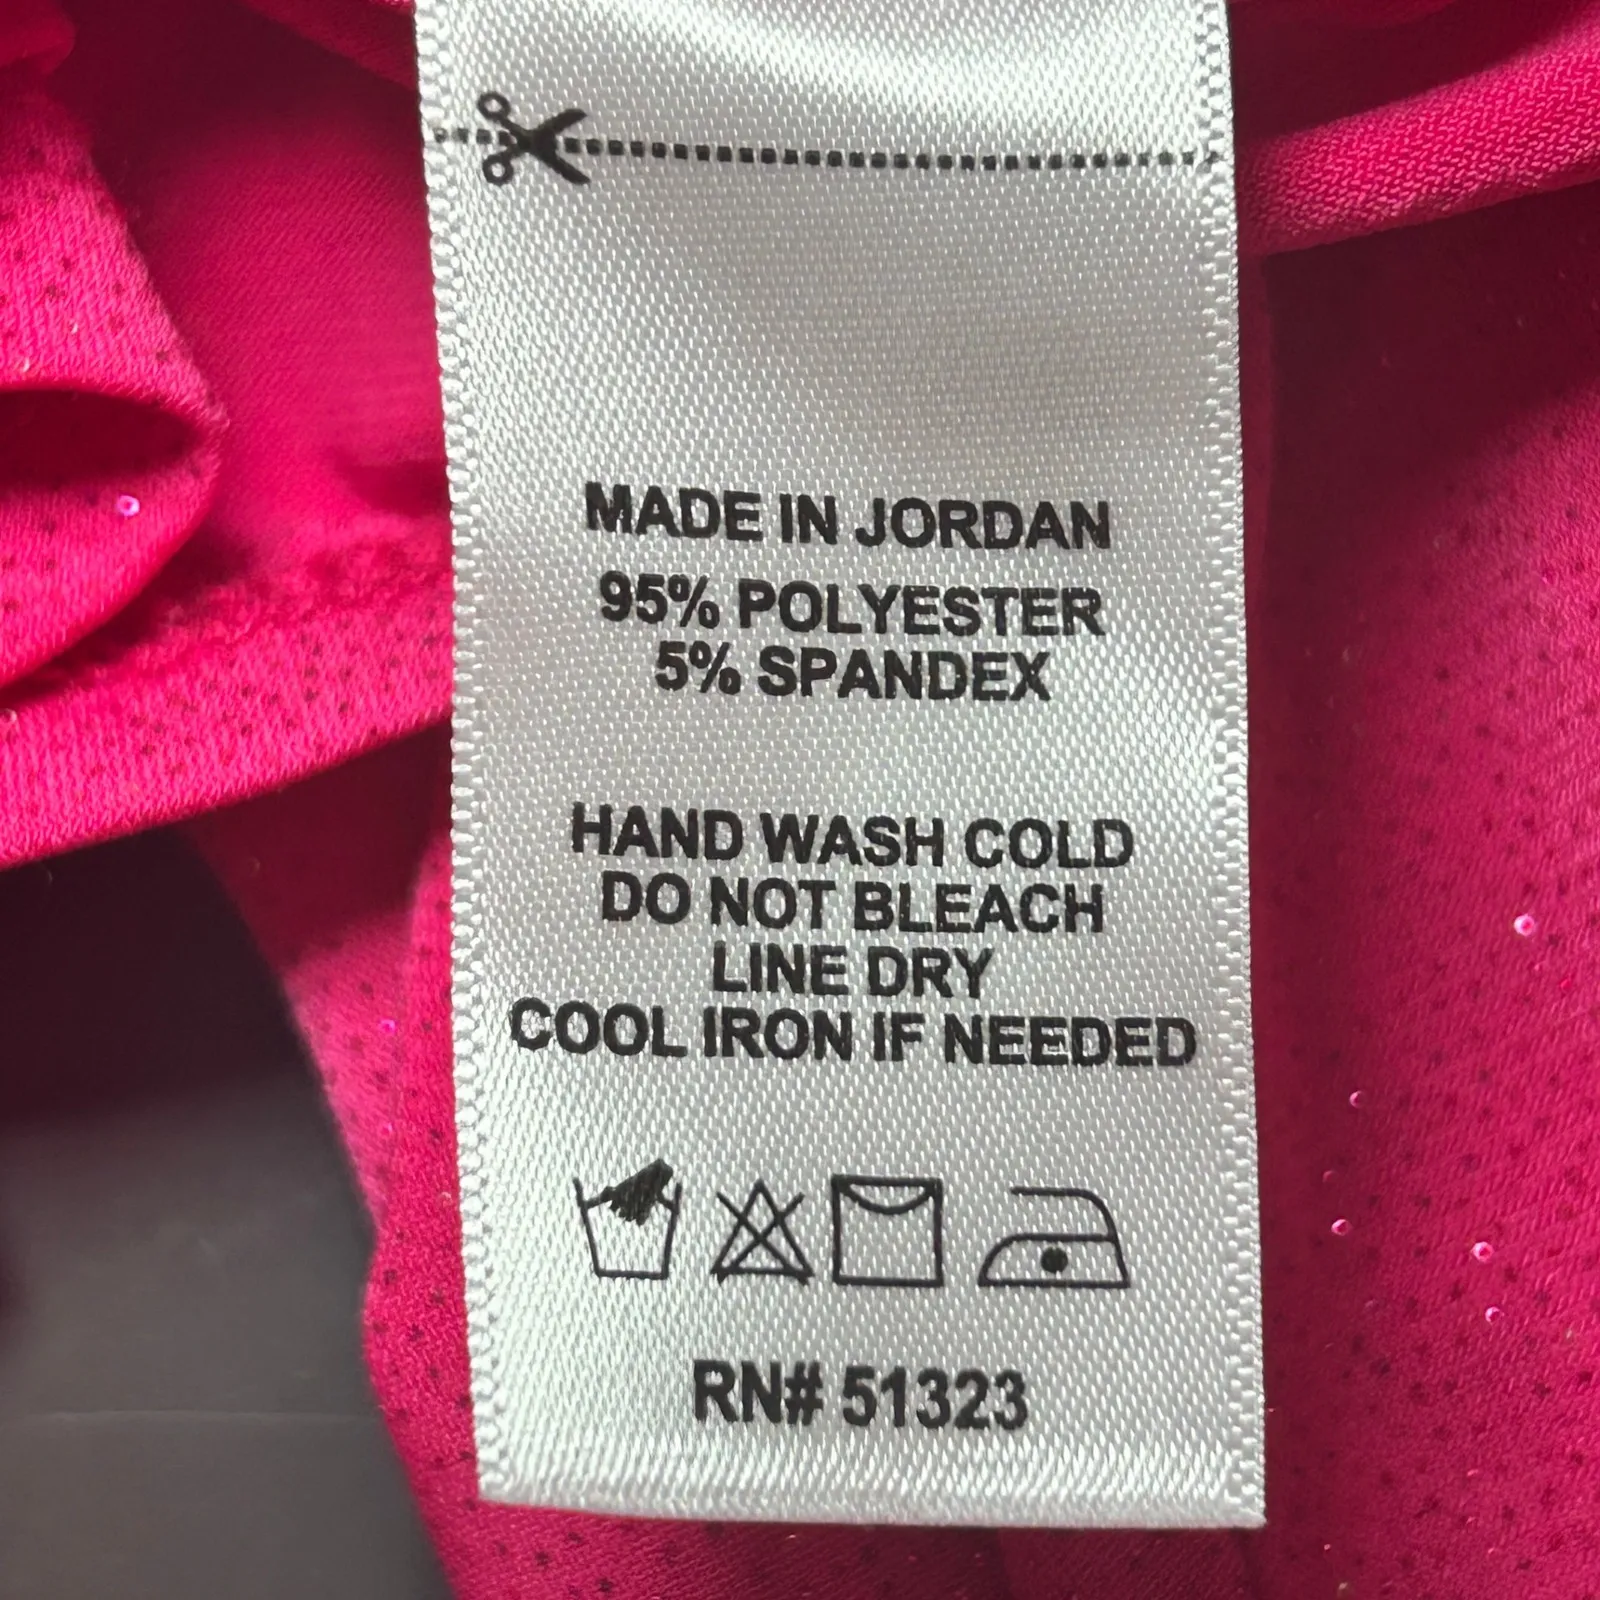 MADE IN JORDAN
95% POLYESTER
5% SPANDEX
HAND WASH COLD
DO NOT BLEACH
LINE DRY
COOL IRON IF NEEDED
RN# 51323